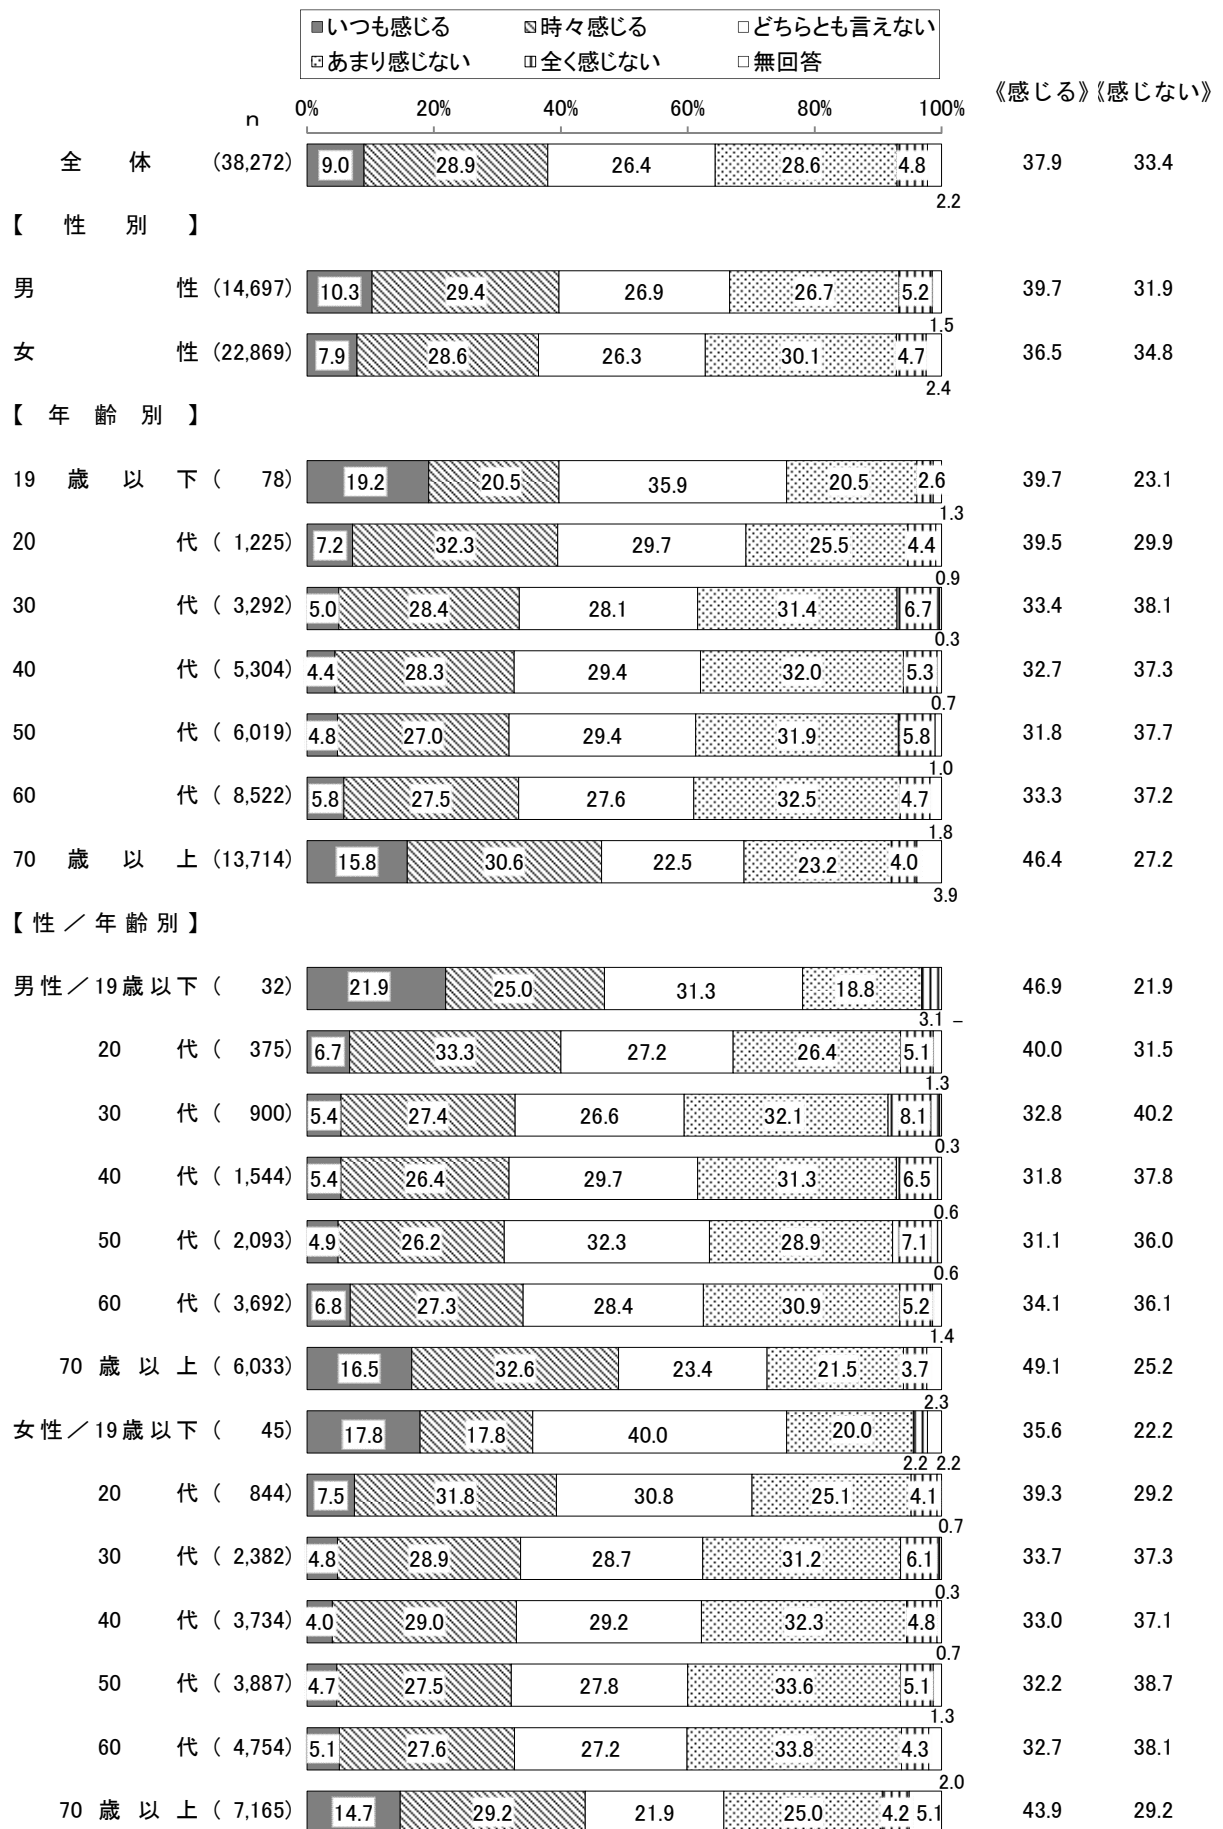 いつも感じる 時々感じる どちらとも言えない
あまり感じない 全く感じない 無回答
《感じる》《感じない》
n 0% 20% 40% 60% 80% 100%
全 体 (38,272) 9.0 28.9 26.4 28.6 4.8 2.2 37.9 33.4
【 性 別 】
男 性 (14,697) 10.3 29.4 26.9 26.7 5.2 1.5 39.7 31.9
女 性 (22,869) 7.9 28.6 26.3 30.1 4.7 2.4 36.5 34.8
【 年 齢 別 】
19 歳 以 下 ( 78) 19.2 20.5 35.9 20.5 2.6 1.3 39.7 23.1
20 代 ( 1,225) 7.2 32.3 29.7 25.5 4.4 0.9 39.5 29.9
30 代 ( 3,292) 5.0 28.4 28.1 31.4 6.7 0.3 33.4 38.1
40 代 ( 5,304) 4.4 28.3 29.4 32.0 5.3 0.7 32.7 37.3
50 代 ( 6,019) 4.8 27.0 29.4 31.9 5.8 1.0 31.8 37.7
60 代 ( 8,522) 5.8 27.5 27.6 32.5 4.7 1.8 33.3 37.2
70 歳 以 上 (13,714) 15.8 30.6 22.5 23.2 4.0 3.9 46.4 27.2
【 性 ／ 年 齢 別 】
男性／19歳以下 ( 32) 21.9 25.0 31.3 18.8 3.1 － 46.9 21.9
20 代 ( 375) 6.7 33.3 27.2 26.4 5.1 1.3 40.0 31.5
30 代 ( 900) 5.4 27.4 26.6 32.1 8.1 0.3 32.8 40.2
40 代 ( 1,544) 5.4 26.4 29.7 31.3 6.5 0.6 31.8 37.8
50 代 ( 2,093) 4.9 26.2 32.3 28.9 7.1 0.6 31.1 36.0
60 代 ( 3,692) 6.8 27.3 28.4 30.9 5.2 1.4 34.1 36.1
70 歳 以 上 ( 6,033) 16.5 32.6 23.4 21.5 3.7 2.3 49.1 25.2
女性／19歳以下 ( 45) 17.8 17.8 40.0 20.0 2.2 2.2 35.6 22.2
20 代 ( 844) 7.5 31.8 30.8 25.1 4.1 0.7 39.3 29.2
30 代 ( 2,382) 4.8 28.9 28.7 31.2 6.1 0.3 33.7 37.3
40 代 ( 3,734) 4.0 29.0 29.2 32.3 4.8 0.7 33.0 37.1
50 代 ( 3,887) 4.7 27.5 27.8 33.6 5.1 1.3 32.2 38.7
60 代 ( 4,754) 5.1 27.6 27.2 33.8 4.3 2.0 32.7 38.1
70 歳 以 上 ( 7,165) 14.7 29.2 21.9 25.0 4.2 5.1 43.9 29.2